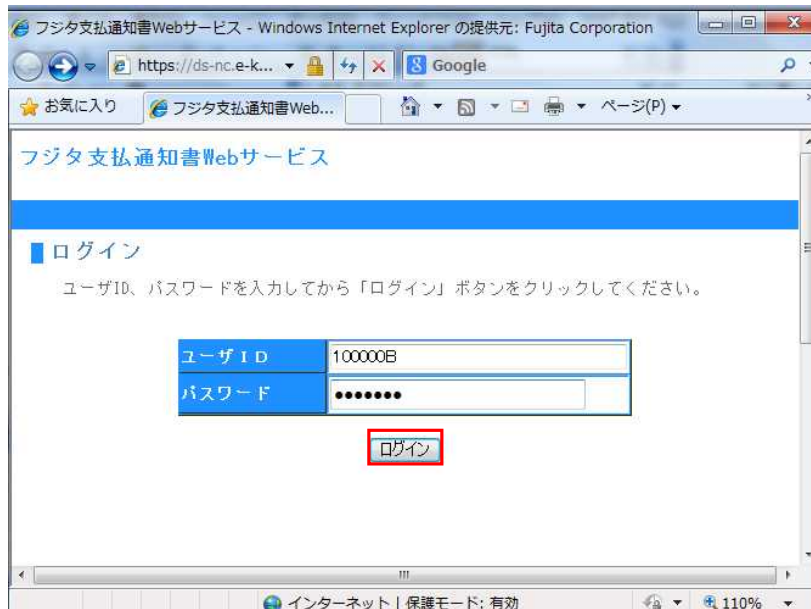 フジタ支払通知書Webサービス - Windows Internet Explorer の提供元: Fujita Corporation
https://ds-nc.e-k... Google
お気に入り フジタ支払通知書Web... ページ(P)
フジタ支払通知書Webサービス
ログイン
ユーザID、パスワードを入力してから「ログイン」ボタンをクリックしてください。
ユーザID 100000B
パスワード •••••••
ログイン
インターネット | 保護モード: 有効 110%